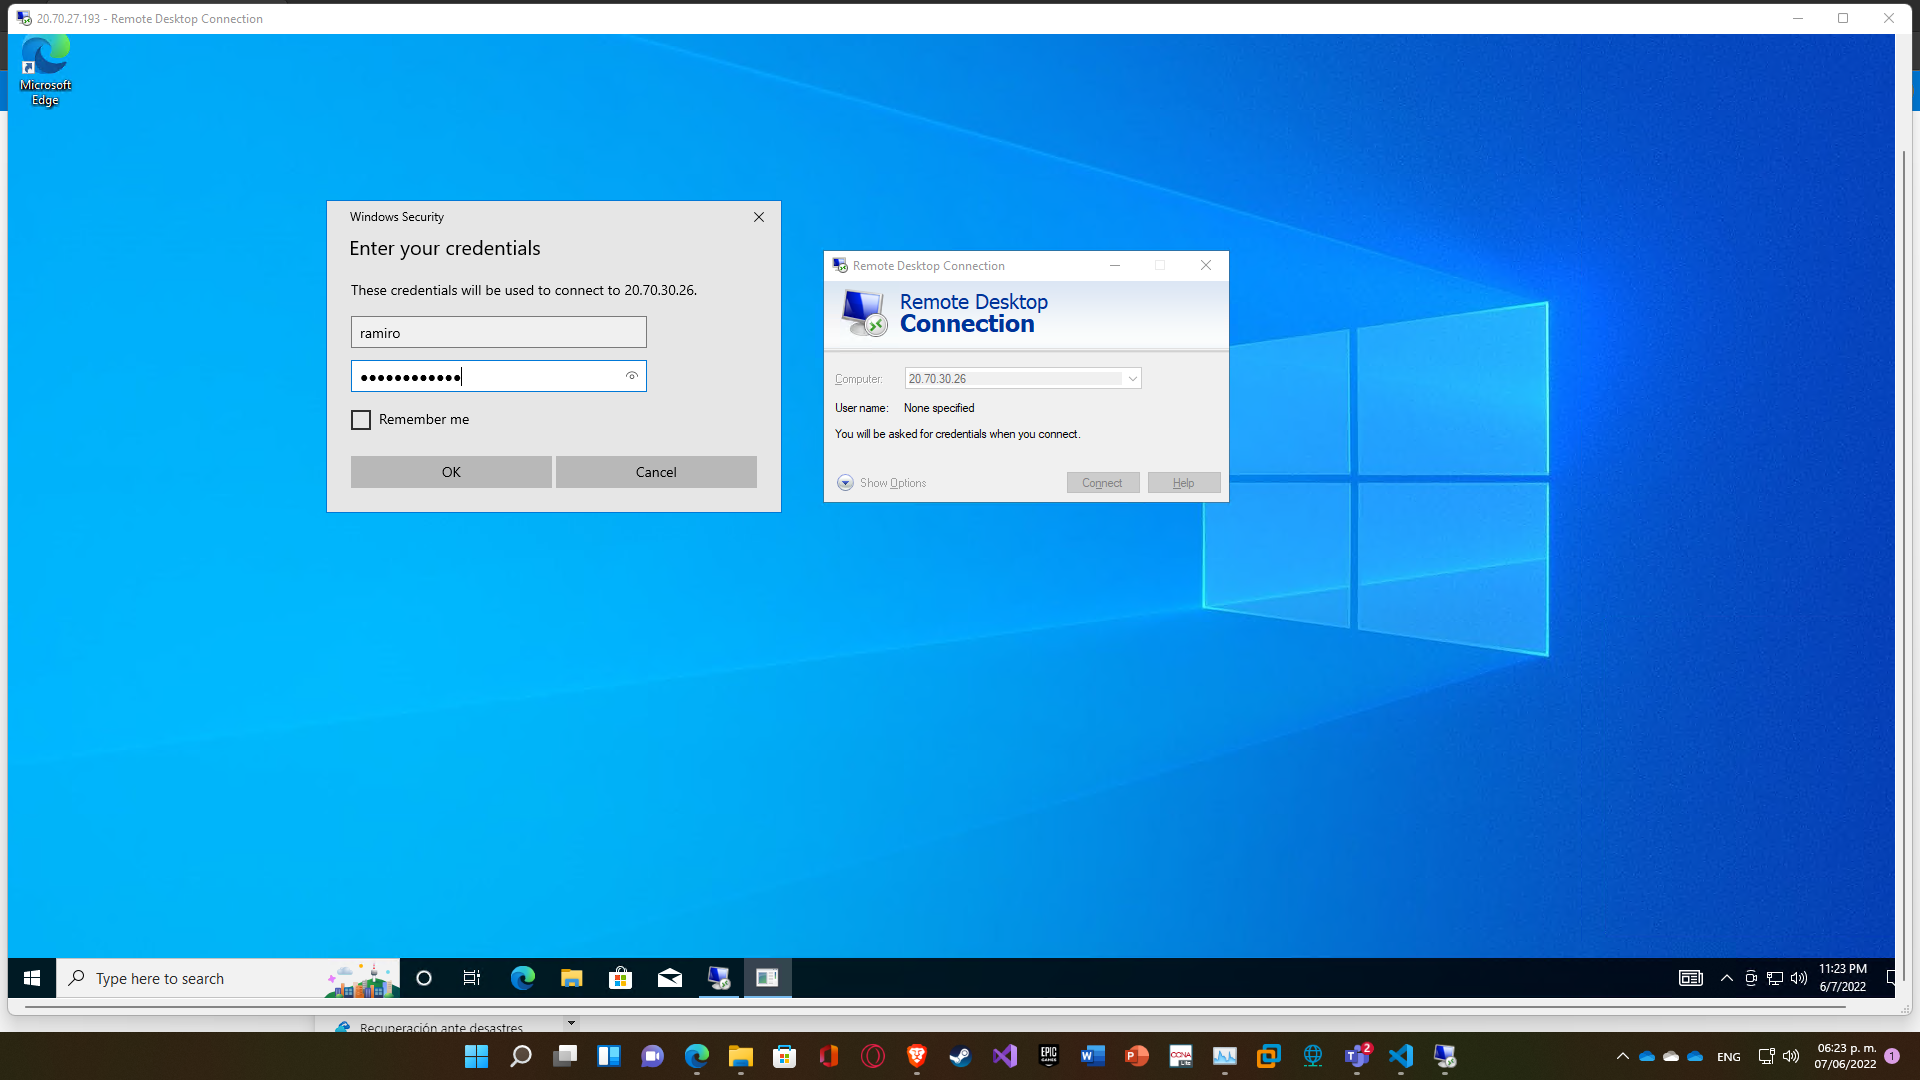 20.70.27.193 - Remote Desktop Connection
Microsoft
Edge
Windows Security
Enter your credentials
These credentials will be used to connect to 20.70.30.26.
ramiro
Remember me
OK
Cancel
Remote Desktop Connection
Remote Desktop
Connection
Computer:
20.70.30.26
User name:
None specified
You will be asked for credentials when you connect.
Show Options
Connect
Help
Type here to search
11:23 PM
6/7/2022
Recuperación ante desastres
EPIC
GAMES
CCNA
2
ENG
06:23 p. m.
07/06/2022
1